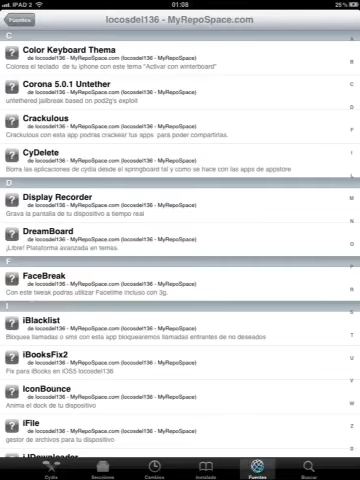 IPAD 2
01:08
25 %
Fuentes
locosdel136 - MyRepoSpace.com
C
Color Keyboard Thema
de locosdel136 - MyRepoSpace.com (locosdel136 - MyRepoSpace)
Colorea el teclado de tu iphone con este tema "Activar con winterboard"
Corona 5.0.1 Untether
de locosdel136 - MyRepoSpace.com (locosdel136 - MyRepoSpace)
untethered jailbreak based on pod2g's exploit
Crackulous
de locosdel136 - MyRepoSpace.com (locosdel136 - MyRepoSpace)
Crackulous con esta app podras crackear tus apps para poder compartirlas.
CyDelete
de locosdel136 - MyRepoSpace.com (locosdel136 - MyRepoSpace)
Borra las aplicaciones de cydia désde el springboard tal y como se hace con las apps de appstore
D
Display Recorder
de locosdel136 - MyRepoSpace.com (locosdel136 - MyRepoSpace)
Grava la pantalla de tu dispositivo a tiempo real
DreamBoard
de locosdel136 - MyRepoSpace.com (locosdel136 - MyRepoSpace)
¡Libre! Plataforma avanzada en temas
F
FaceBreak
de locosdel136 - MyRepoSpace.com (locosdel136 - MyRepoSpace)
Con este tweak podras utilizar Facetime incluso con 3g.
I
iBlacklist
de locosdel136 - MyRepoSpace.com (locosdel136 - MyRepoSpace)
Bloquea llamadas o sms con esta app bloquearemos llamadas entrantes de no deseados
iBooksFix2
de locosdel136 - MyRepoSpace.com (locosdel136 - MyRepoSpace)
Fix para iBooks en iOS5 locosdel136
IconBounce
de locosdel136 - MyRepoSpace.com (locosdel136 - MyRepoSpace)
Anima el dock de tu dispositivo
iFile
de locosdel136 - MyRepoSpace.com (locosdel136 - MyRepoSpace)
gestor de archivos para tu dispositivo
A
B
C
D
F
I
L
M
N
O
P
R
S
T
U
V
W
Z
Cydia
Secciones
Cambios
Instalado
Fuentes
Buscar